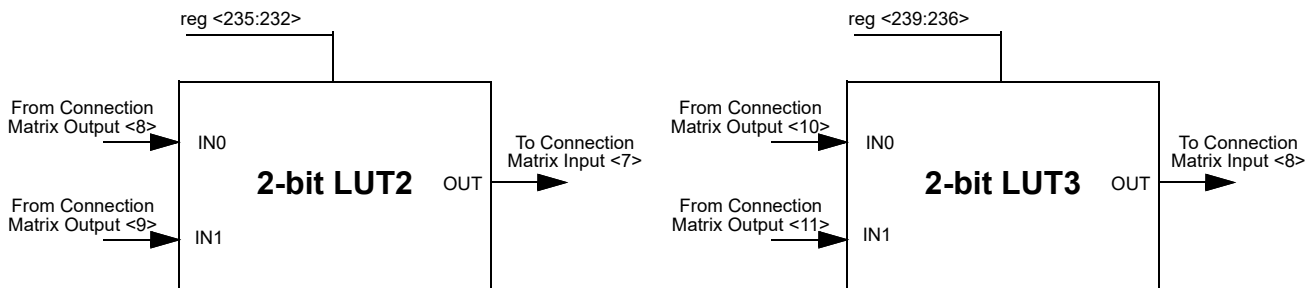 reg <235:232>
From Connection
Matrix Output <8>
IN0
2-bit LUT2
OUT
To Connection
Matrix Input <7>
From Connection
Matrix Output <9>
IN1
reg <239:236>
From Connection
Matrix Output <10>
IN0
2-bit LUT3
OUT
To Connection
Matrix Input <8>
From Connection
Matrix Output <11>
IN1